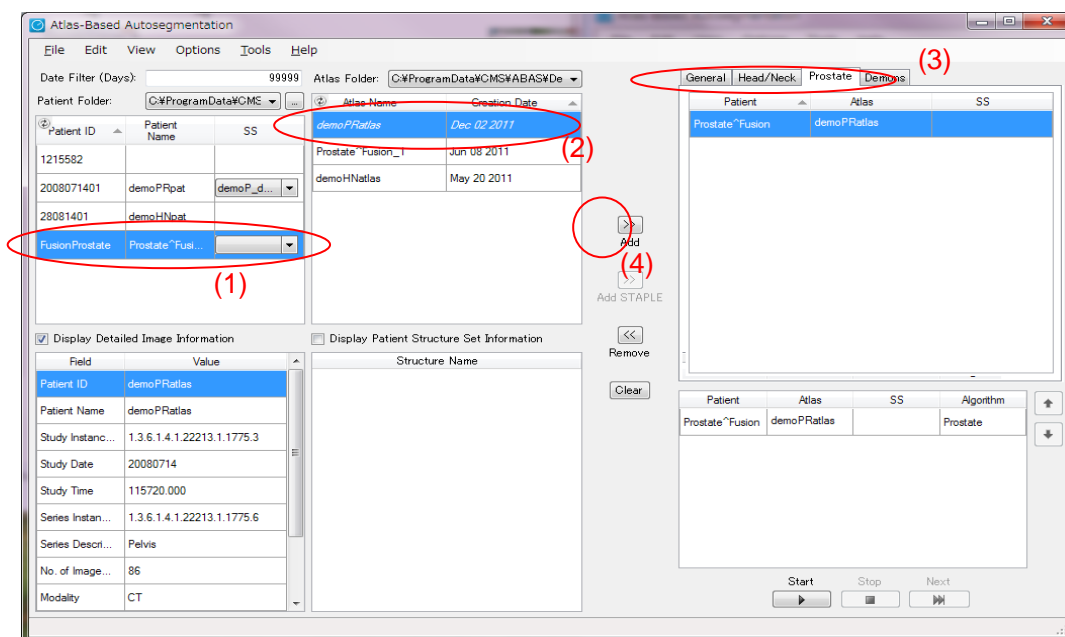 Atlas-Based Autosegmentation
File Edit View Options Tools Help
Date Filter (Days): 99999
Patient Folder: C:¥ProgramData¥CMS ...
Patient ID Patient Name SS
1215582
2008071401 demoPRpat demoP_d...
28081401 demoHNpat
FusionProstate Prostate^Fusi...
(1)
Atlas Folder: C:¥ProgramData¥CMS¥ABAS¥De
Atlas Name Creation Date
demoPRatlas Dec 02 2011
Prostate^Fusion_1 Jun 08 2011
demoHNatlas May 20 2011
(2)
>>
Add
(4)
>>
Add STAPLE
<<
Remove
Clear
(3)
General Head/Neck Prostate Demons
Patient Atlas SS
Prostate^Fusion demoPRatlas
Display Detailed Image Information
Field Value
Patient ID demoPRatlas
Patient Name demoPRatlas
Study Instanc... 1.3.6.1.4.1.22213.1.1775.3
Study Date 20080714
Study Time 115720.000
Series Instan... 1.3.6.1.4.1.22213.1.1775.6
Series Descri... Pelvis
No. of Image... 86
Modality CT
Display Patient Structure Set Information
Structure Name
Patient Atlas SS Algorithm
Prostate^Fusion demoPRatlas Prostate
Start Stop Next